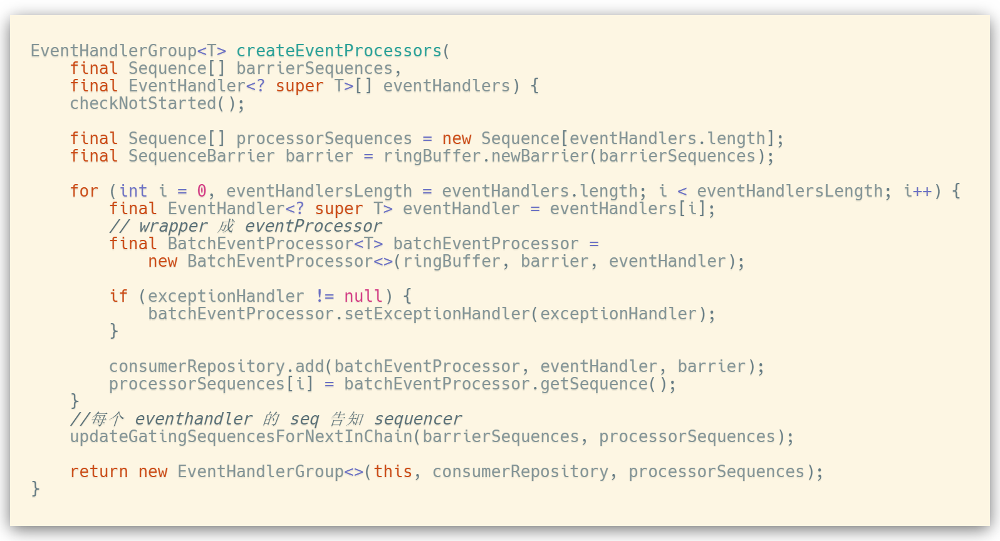 EventHandlerGroup<T> createEventProcessors(
    final Sequence[] barrierSequences,
    final EventHandler<? super T>[] eventHandlers) {
    checkNotStarted();

    final Sequence[] processorSequences = new Sequence[eventHandlers.length];
    final SequenceBarrier barrier = ringBuffer.newBarrier(barrierSequences);

    for (int i = 0, eventHandlersLength = eventHandlers.length; i < eventHandlersLength; i++) {
        final EventHandler<? super T> eventHandler = eventHandlers[i];
        // wrapper 成 eventProcessor
        final BatchEventProcessor<T> batchEventProcessor =
            new BatchEventProcessor<>(ringBuffer, barrier, eventHandler);

        if (exceptionHandler != null) {
            batchEventProcessor.setExceptionHandler(exceptionHandler);
        }

        consumerRepository.add(batchEventProcessor, eventHandler, barrier);
        processorSequences[i] = batchEventProcessor.getSequence();
    }
    //每个 eventhandler 的 seq 告知 sequencer
    updateGatingSequencesForNextInChain(barrierSequences, processorSequences);

    return new EventHandlerGroup<>(this, consumerRepository, processorSequences);
}